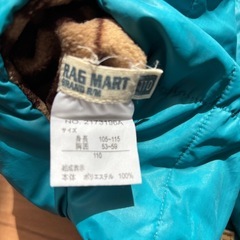 RAG MART
BRAND
110
サイズ
身長 105-115
胸囲 53-59
110
組成表示
本体 ポリエステル 100%